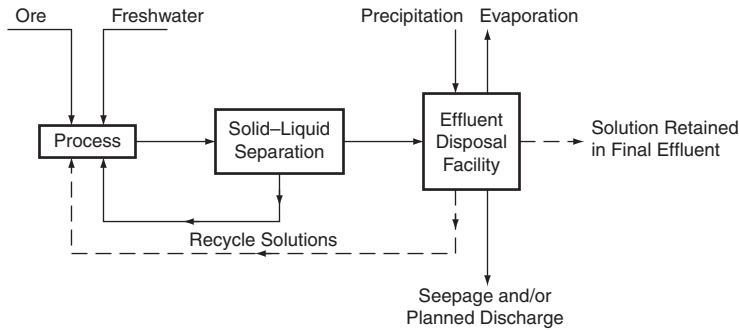 Ore
Freshwater
Precipitation
Evaporation
Process
Solid–Liquid
Separation
Effluent
Disposal
Facility
Solution Retained
in Final Effluent
Recycle Solutions
Seepage and/or
Planned Discharge